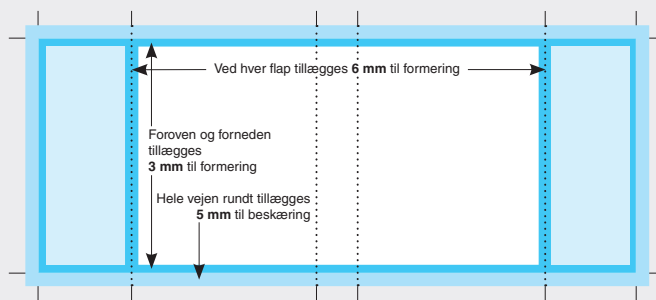 Ved hver flap tillægges 6 mm til formering
Foroven og forneden
tillægges
3 mm til formering
Hele vejen rundt tillægges
5 mm til beskæring